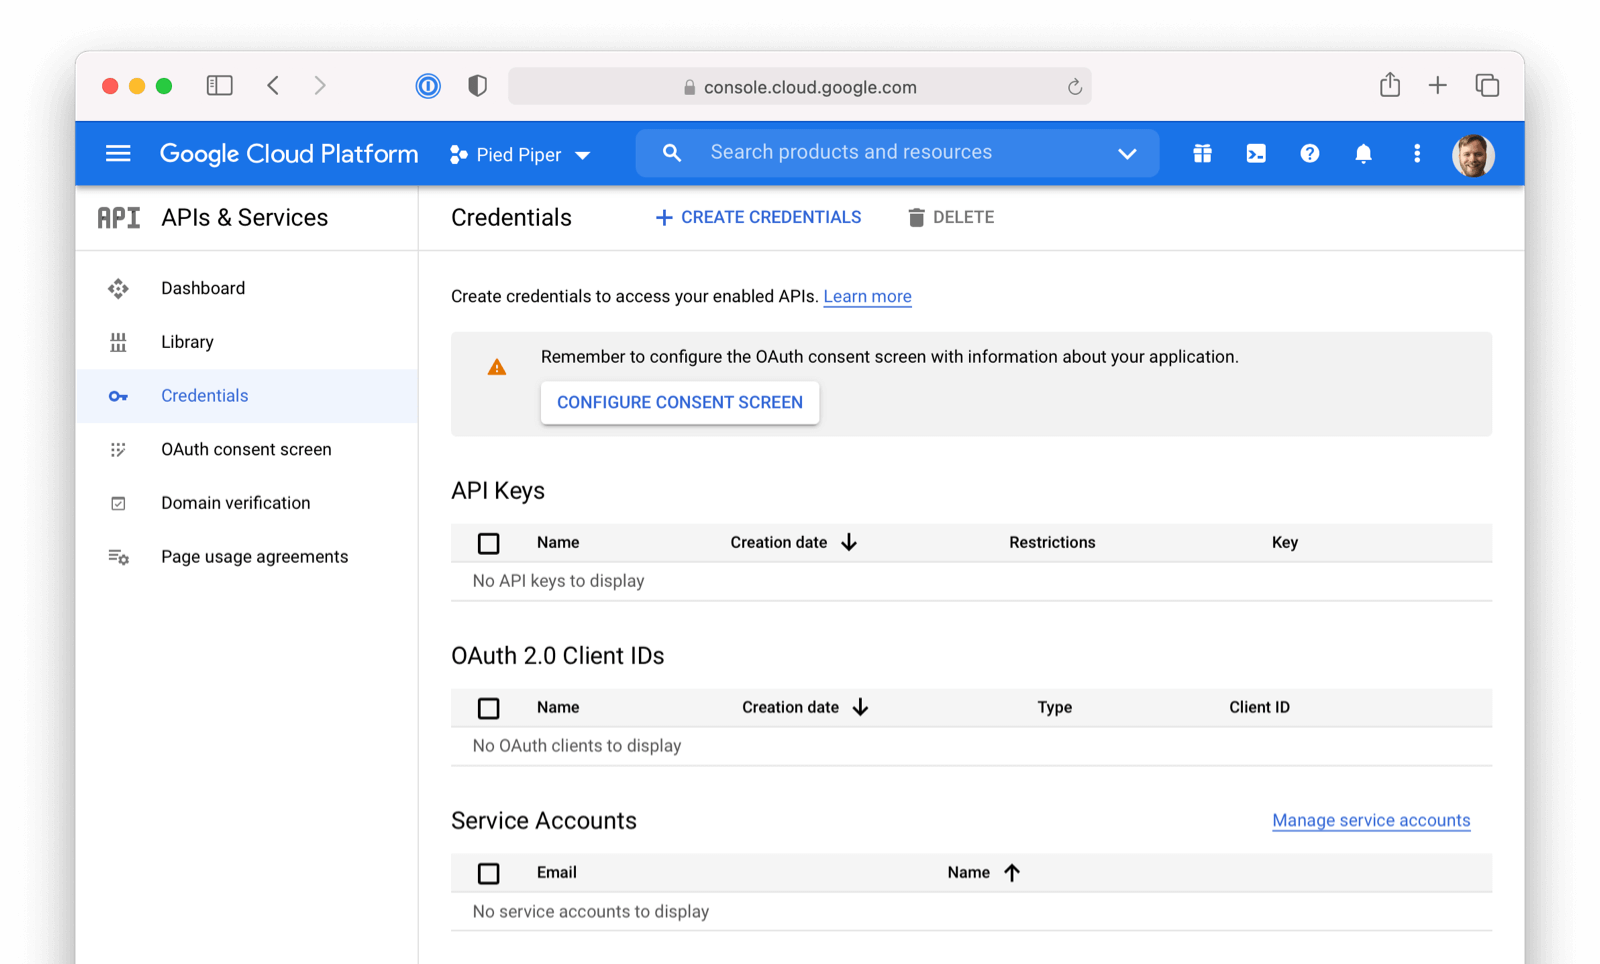 console.cloud.google.com
Google Cloud Platform
Pied Piper
Search products and resources
API
APIs & Services
Credentials
CREATE CREDENTIALS
DELETE
Dashboard
Library
Credentials
OAuth consent screen
Domain verification
Page usage agreements
Create credentials to access your enabled APIs. Learn more
Remember to configure the OAuth consent screen with information about your application.
CONFIGURE CONSENT SCREEN
API Keys
Name Creation date Restrictions Key
No API keys to display
OAuth 2.0 Client IDs
Name Creation date Type Client ID
No OAuth clients to display
Service Accounts
Manage service accounts
Email Name
No service accounts to display